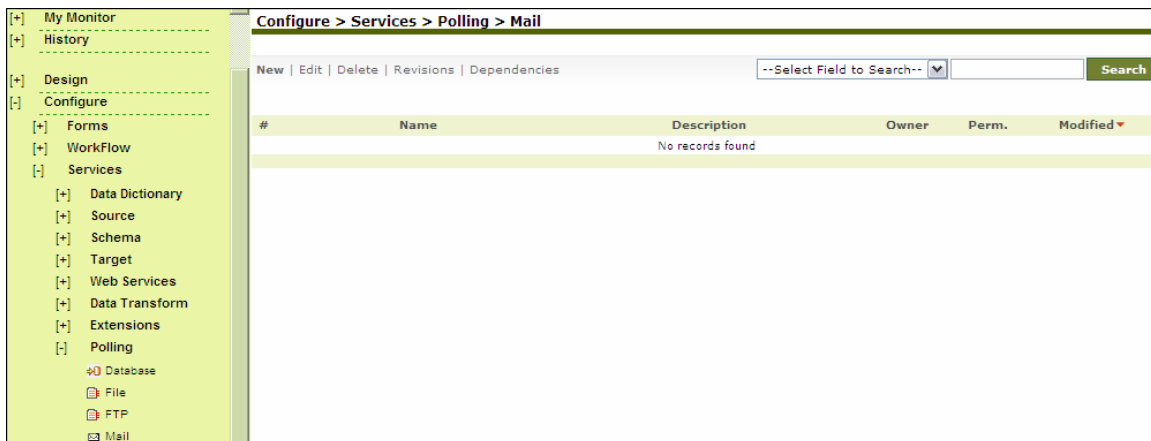 [+] My Monitor
[+] History
[+] Design
[-] Configure
[+] Forms
[+] WorkFlow
[-] Services
[+] Data Dictionary
[+] Source
[+] Schema
[+] Target
[+] Web Services
[+] Data Transform
[+] Extensions
[-] Polling
Database
File
FTP
Mail
Configure > Services > Polling > Mail
New | Edit | Delete | Revisions | Dependencies --Select Field to Search-- Search
# Name Description Owner Perm. Modified
No records found